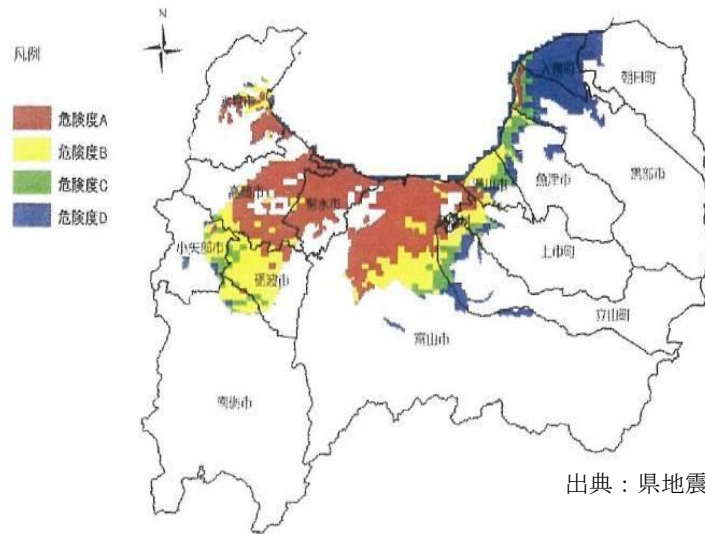 N
凡例
危険度A
危険度B
危険度C
危険度D
入善町
朝日町
氷見市
黒部市
魚津市
滑山市
高岡市
射水市
上市町
小矢部市
砺波市
立山町
富山市
南砺市
出典：県地震